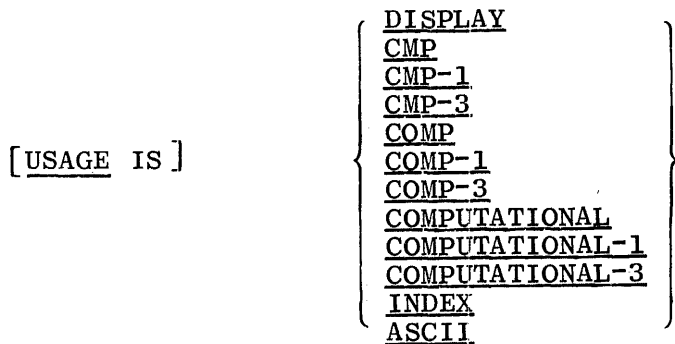 DISPLAY
CMP
CMP-1
CMP-3
COMP
[USAGE IS] COMP-1
COMP-3
COMPUTATIONAL
COMPUTATIONAL-1
COMPUTATIONAL-3
INDEX
ASCII